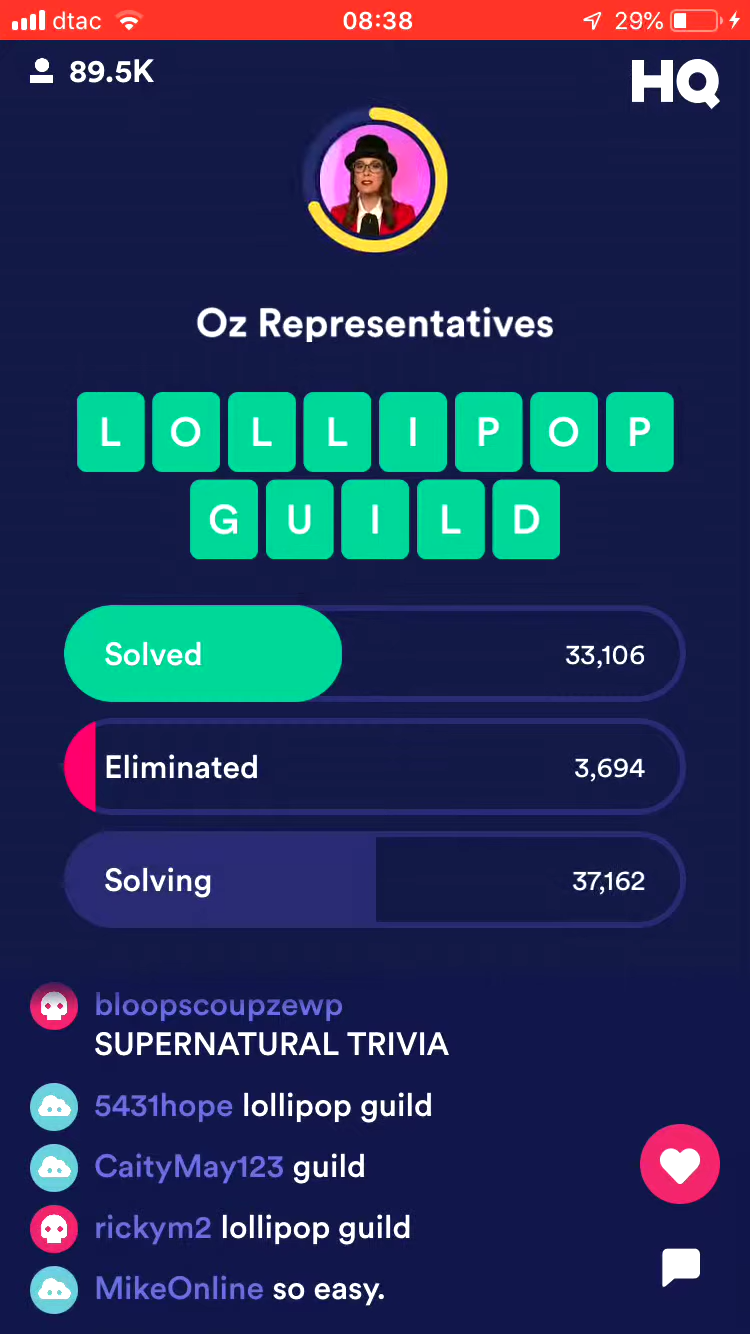 dtac 08:38 29%
89.5K HQ
Oz Representatives
LOLLIPOP
GUILD
Solved 33,106
Eliminated 3,694
Solving 37,162
bloopscoupzewp
SUPERNATURAL TRIVIA
5431hope lollipop guild
CaityMay123 guild
rickym2 lollipop guild
MikeOnline so easy.